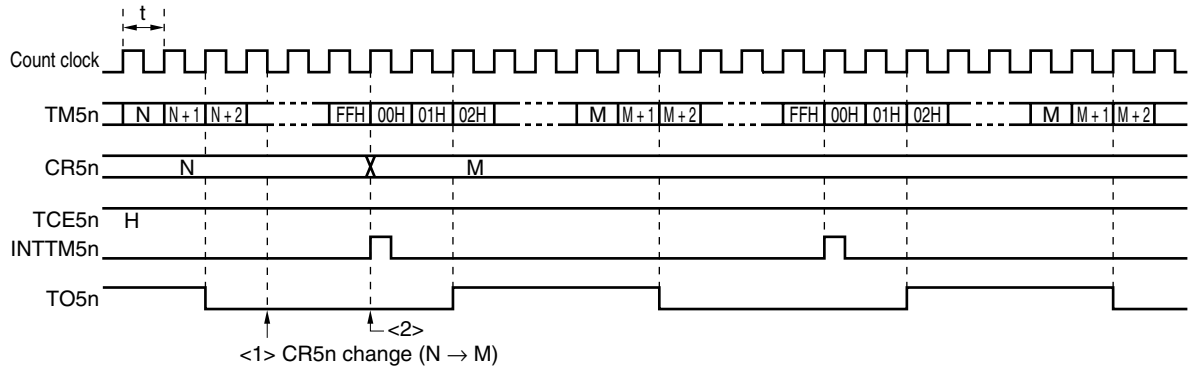 t
Count clock
TM5n N N + 1 N + 2 FFH 00H 01H 02H M M + 1 M + 2 FFH 00H 01H 02H M M + 1 M + 2
CR5n N M
TCE5n H
INTTM5n
TO5n
<2>
<1> CR5n change (N → M)